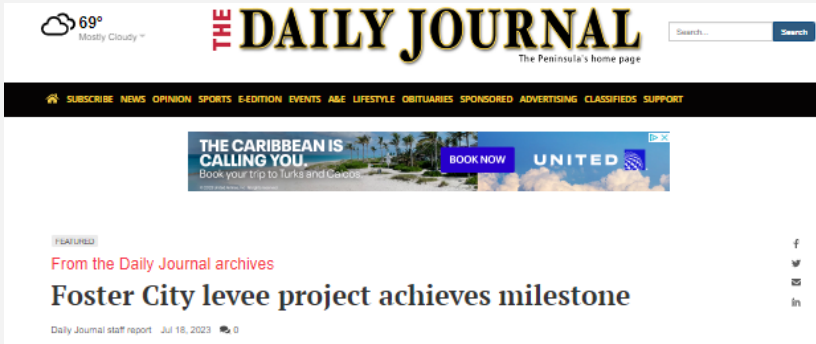 69°
Mostly Cloudy
THE DAILY JOURNAL
The Peninsula's home page
Search...
Search
SUBSCRIBE NEWS OPINION SPORTS E-EDITION EVENTS A&E LIFESTYLE OBITUARIES SPONSORED ADVERTISING CLASSIFIEDS SUPPORT
THE CARIBBEAN IS
CALLING YOU.
Book your trip to Turks and Caicos.
BOOK NOW
UNITED
FEATURED
From the Daily Journal archives
Foster City levee project achieves milestone
Daily Journal staff report Jul 18, 2023 0